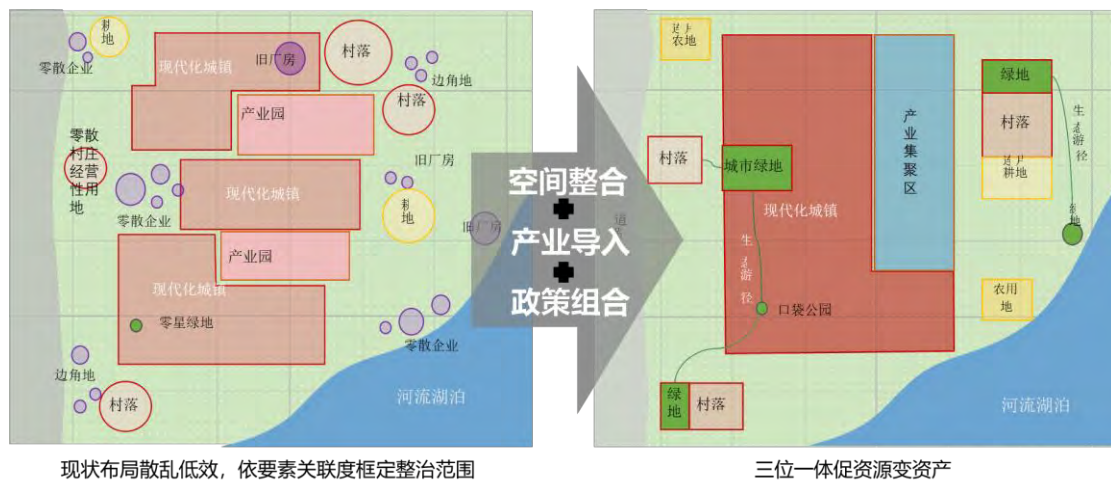 耕
地
零散企业
现代化城镇
旧厂房
村落
边角地
村落
产业园
旧厂房
零散
村庄
经营
性用
地
零散企业
现代化城镇
耕
地
旧厂房
产业园
现代化城镇
零星绿地
零散企业
边角地
村落
河流湖泊
现状布局散乱低效，依要素关联度框定整治范围
空间整合
产业导入
政策组合
道
农地
村落
城市绿地
现代化城镇
产业集聚区
绿地
村落
耕地
农用
地
口袋公园
绿地
村落
河流湖泊
三位一体促资源变资产